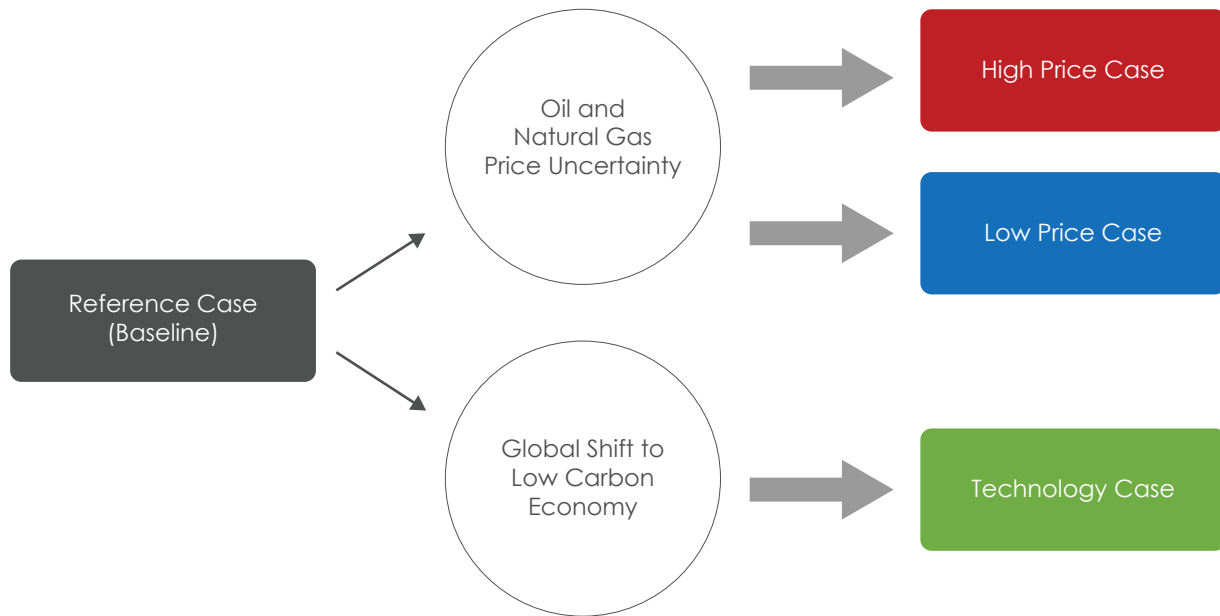 Oil and
Natural Gas
Price Uncertainty
High Price Case
Low Price Case
Reference Case
(Baseline)
Global Shift to
Low Carbon
Economy
Technology Case